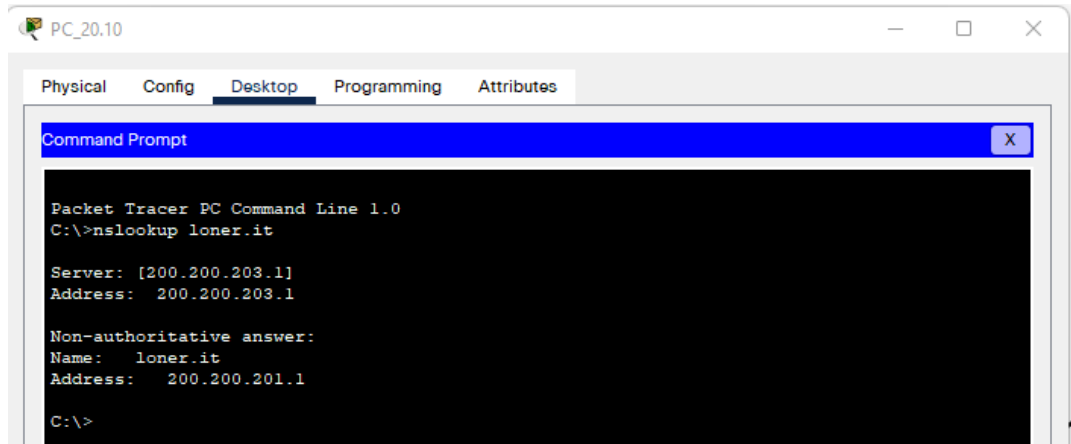 PC_20.10
Physical Config Desktop Programming Attributes
Command Prompt X
Packet Tracer PC Command Line 1.0
C:\>nslookup loner.it
Server: [200.200.203.1]
Address:  200.200.203.1
Non-authoritative answer:
Name:   loner.it
Address:   200.200.201.1
C:\>